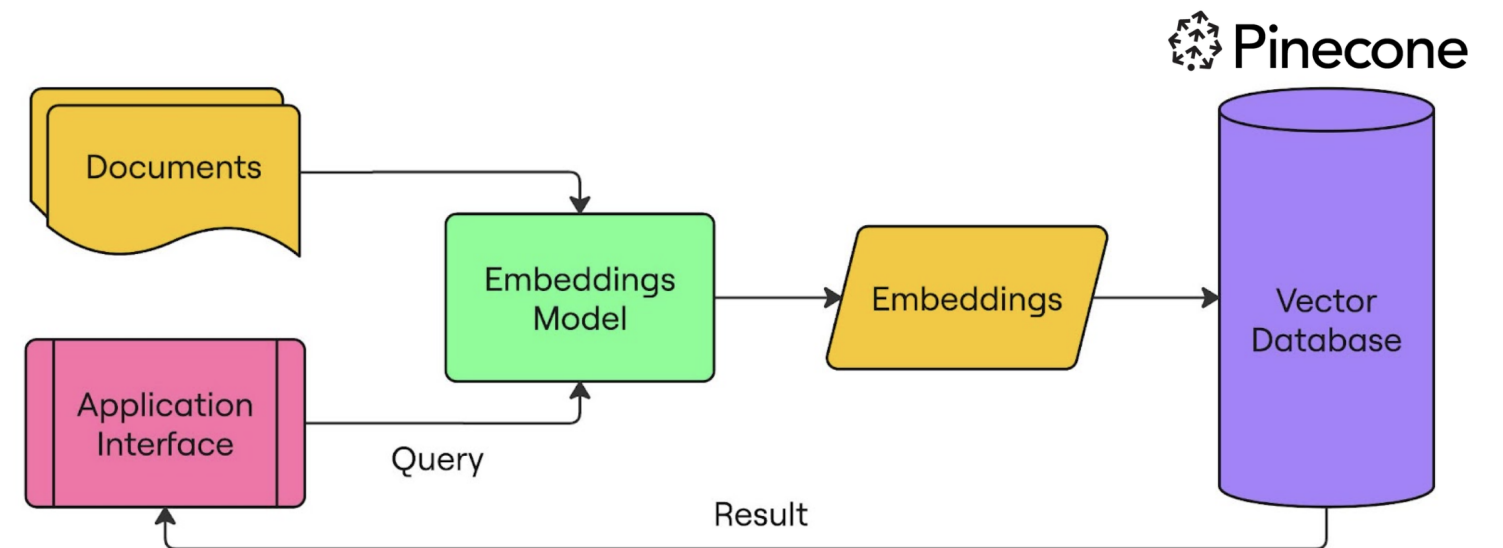 Pinecone
Documents
Embeddings
Model
Embeddings
Vector
Database
Application
Interface
Query
Result